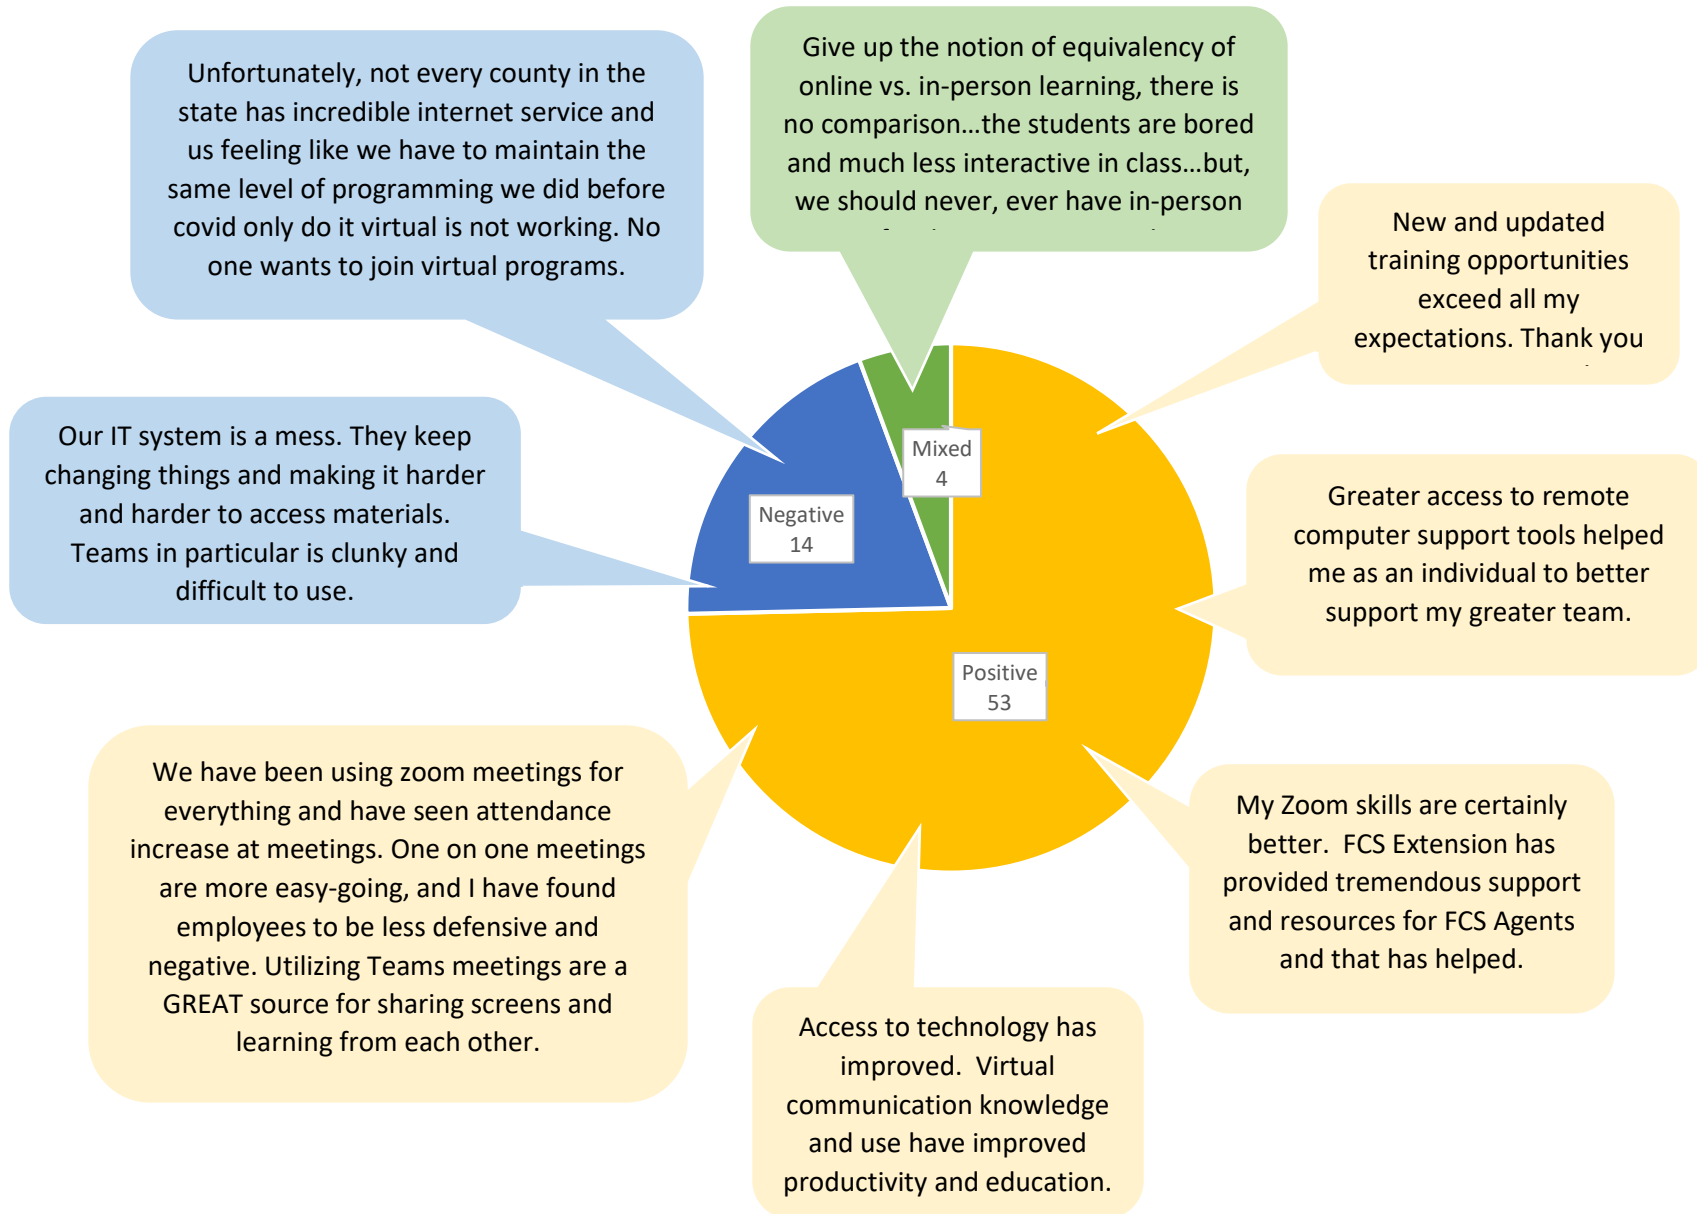 Unfortunately, not every county in the
state has incredible internet service and
us feeling like we have to maintain the
same level of programming we did before
covid only do it virtual is not working. No
one wants to join virtual programs.
Give up the notion of equivalency of
online vs. in-person learning, there is
no comparison…the students are bored
and much less interactive in class…but,
we should never, ever have in-person
New and updated
training opportunities
exceed all my
expectations. Thank you
Our IT system is a mess. They keep
changing things and making it harder
and harder to access materials.
Teams in particular is clunky and
difficult to use.
Mixed
4
Negative
14
Greater access to remote
computer support tools helped
me as an individual to better
support my greater team.
Positive
53
We have been using zoom meetings for
everything and have seen attendance
increase at meetings. One on one meetings
are more easy-going, and I have found
employees to be less defensive and
negative. Utilizing Teams meetings are a
GREAT source for sharing screens and
learning from each other.
My Zoom skills are certainly
better.  FCS Extension has
provided tremendous support
and resources for FCS Agents
and that has helped.
Access to technology has
improved.  Virtual
communication knowledge
and use have improved
productivity and education.